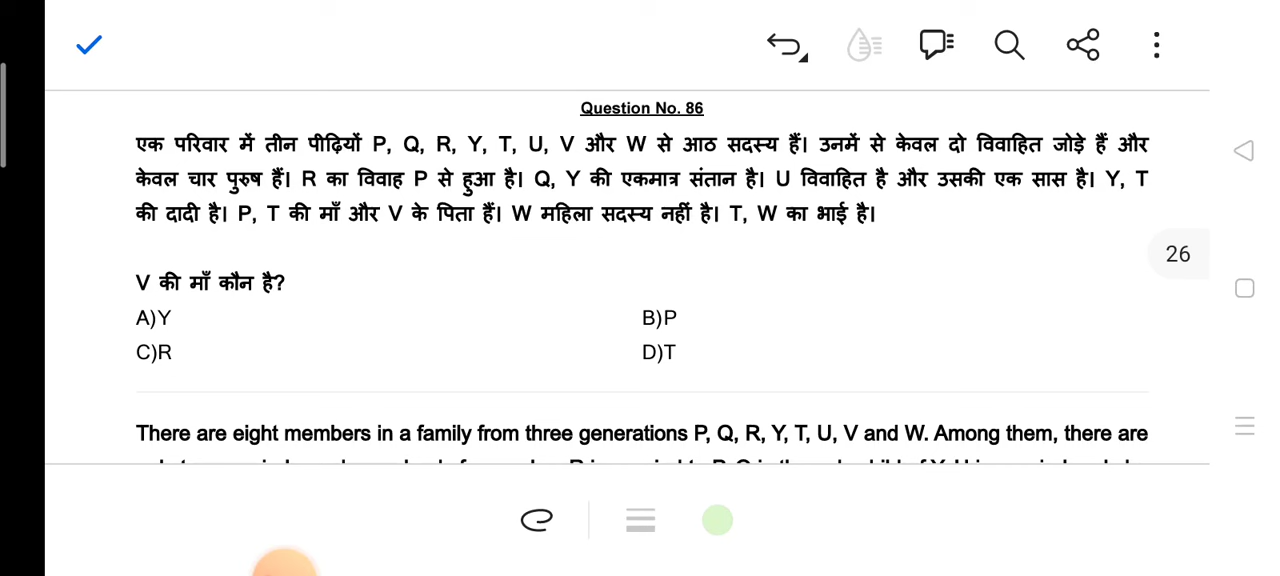 Question No. 86
एक परिवार में तीन पीढ़ियों P, Q, R, Y, T, U, V और W से आठ सदस्य हैं। उनमें से केवल दो विवाहित जोड़े हैं और
केवल चार पुरुष हैं। R का विवाह P से हुआ है। Q, Y की एकमात्र संतान है। U विवाहित है और उसकी एक सास है। Y, T
की दादी है। P, T की माँ और V के पिता हैं। W महिला सदस्य नहीं है। T, W का भाई है।
26
V की माँ कौन है?
A)Y B)P
C)R D)T
There are eight members in a family from three generations P, Q, R, Y, T, U, V and W. Among them, there are